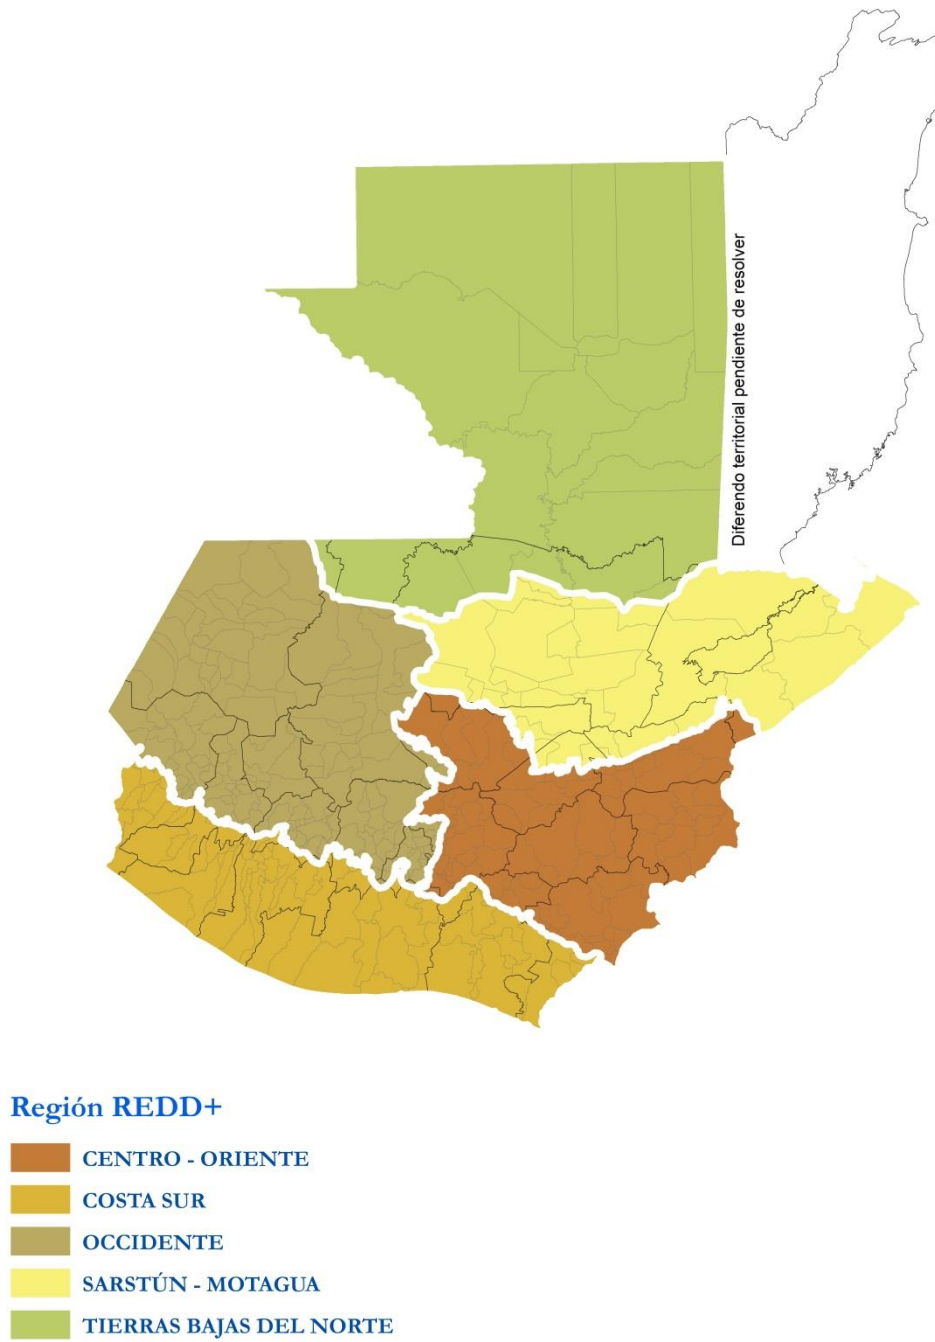 Diferendo territorial pendiente de resolver
Región REDD+
CENTRO - ORIENTE
COSTA SUR
OCCIDENTE
SARSTÚN - MOTAGUA
TIERRAS BAJAS DEL NORTE